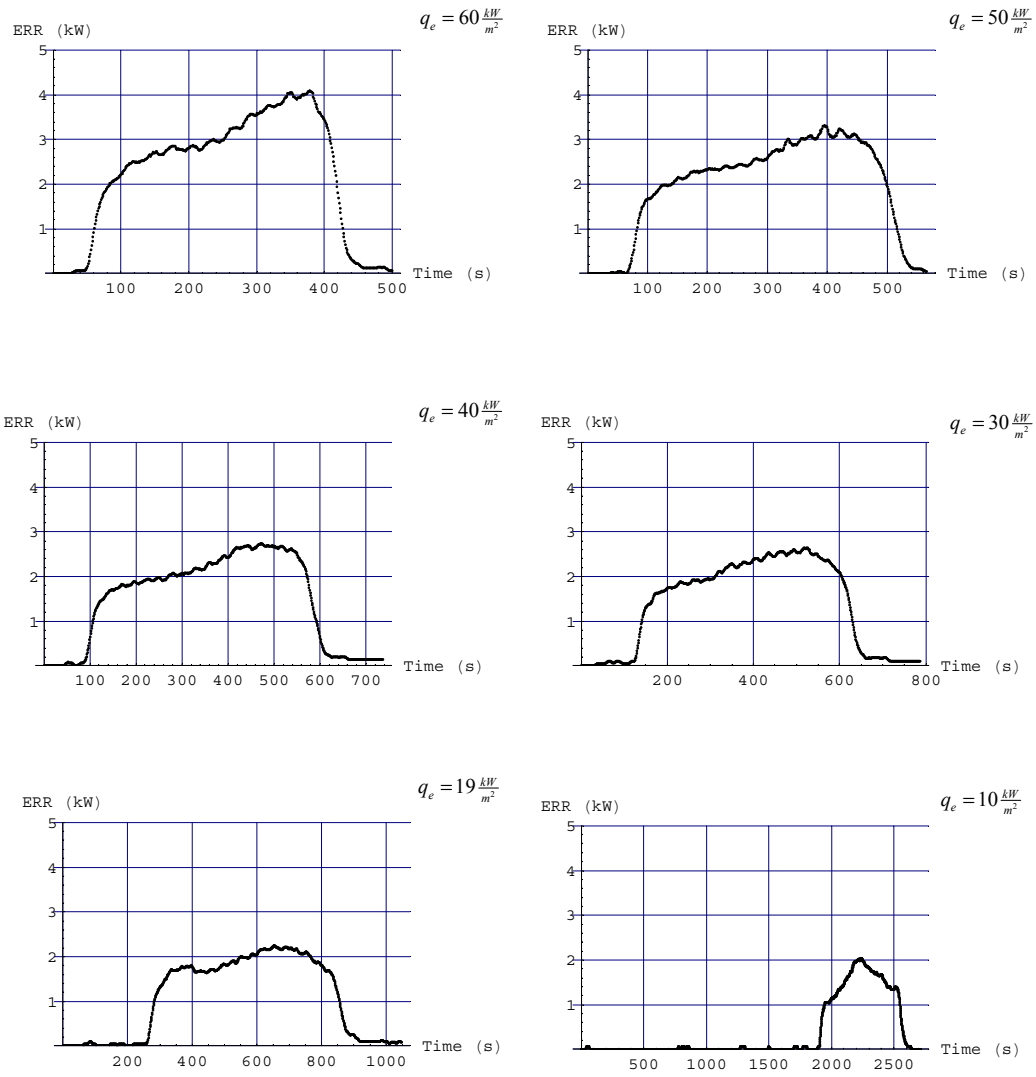 q_e = 60 kW/m²
ERR (kW)
5
4
3
2
1
Time (s)
100 200 300 400 500
q_e = 50 kW/m²
ERR (kW)
5
4
3
2
1
Time (s)
100 200 300 400 500
q_e = 40 kW/m²
ERR (kW)
5
4
3
2
1
Time (s)
100 200 300 400 500 600 700
q_e = 30 kW/m²
ERR (kW)
5
4
3
2
1
Time (s)
200 400 600 800
q_e = 19 kW/m²
ERR (kW)
5
4
3
2
1
Time (s)
200 400 600 800 1000
q_e = 10 kW/m²
ERR (kW)
5
4
3
2
1
Time (s)
500 1000 1500 2000 2500